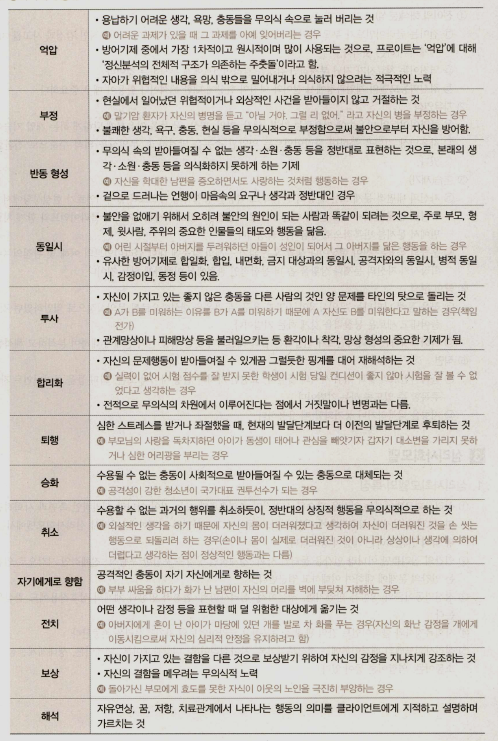 억압
• 용납하기 어려운 생각, 욕망, 충동들을 무의식 속으로 눌러 버리는 것
예 어려운 과제가 있을 때 그 과제를 아예 잊어버리는 경우
• 방어기제 중에서 가장 1차적이고 원시적이며 많이 사용되는 것으로, 프로이트는 '억압'에 대해
'정신분석의 전체적 구조가 의존하는 주춧돌'이라고 함.
• 자아가 위협적인 내용을 의식 밖으로 밀어내거나 의식하지 않으려는 적극적인 노력
부정
• 현실에서 일어났던 위협적이거나 외상적인 사건을 받아들이지 않고 거절하는 것
예 말기암 환자가 자신의 병명을 듣고 "아닐 거야, 그럴 리 없어." 라고 자신의 병을 부정하는 경우
• 불쾌한 생각, 욕구, 충동, 현실 등을 무의식적으로 부정함으로써 불안으로부터 자신을 방어함.
반동 형성
• 무의식 속의 받아들여질 수 없는 생각·소원·충동 등을 정반대로 표현하는 것으로, 본래의 생
각·소원·충동 등을 의식화하지 못하게 하는 기제
예 자신을 학대한 남편을 증오하면서도 사랑하는 것처럼 행동하는 경우
• 겉으로 드러나는 언행이 마음속의 요구나 생각과 정반대인 경우
동일시
• 불안을 없애기 위해서 오히려 불안의 원인이 되는 사람과 똑같이 되려는 것으로, 주로 부모, 형
제, 윗사람, 주위의 중요한 인물들의 태도와 행동을 닮음.
예 어린 시절부터 아버지를 두려워하던 아들이 성인이 되어서 그 아버지를 닮은 행동을 하는 경우
• 유사한 방어기제로 합일화, 함입, 내면화, 금지 대상과의 동일시, 공격자와의 동일시, 병적 동일
시, 감정이입, 동정 등이 있음.
투사
• 자신이 가지고 있는 좋지 않은 충동을 다른 사람의 것인 양 문제를 타인의 탓으로 돌리는 것
예 A가 B를 미워하는 이유를 B가 A를 미워하기 때문에 A 자신도 B를 미워한다고 말하는 경우(책임
전가)
• 관계망상이나 피해망상 등을 불러일으키는 등 환각이나 착각, 망상 형성의 중요한 기제가 됨.
합리화
• 자신의 문제행동이 받아들여질 수 있게끔 그럴듯한 핑계를 대어 재해석하는 것
예 실력이 없어 시험 점수를 잘 받지 못한 학생이 시험 당일 컨디션이 좋지 않아 시험을 잘 볼 수 없
었다고 생각하는 경우
• 전적으로 무의식의 차원에서 이루어진다는 점에서 거짓말이나 변명과는 다름.
퇴행
심한 스트레스를 받거나 좌절했을 때, 현재의 발달단계보다 더 이전의 발달단계로 후퇴하는 것
예 부모님의 사랑을 독차지하던 아이가 동생이 태어나 관심을 빼앗기자 갑자기 대소변을 가리지 못하
거나 심한 어리광을 부리는 경우
승화
수용될 수 없는 충동이 사회적으로 받아들여질 수 있는 충동으로 대체되는 것
예 공격성이 강한 청소년이 국가대표 권투선수가 되는 경우
취소
수용할 수 없는 과거의 행위를 취소하듯이, 정반대의 상징적 행동을 무의식적으로 하는 것
예 외설적인 생각을 하기 때문에 자신의 몸이 더러워졌다고 생각하여 자신이 더러워진 것을 손 씻는
행동으로 되돌리려 하는 경우(손이나 몸이 실제로 더러워진 것이 아니라 상상이나 생각에 의하여
더럽다고 생각하는 점이 정상적인 행동과는 다름)
자기에게로 향함
공격적인 충동이 자기 자신에게로 향하는 것
예 부부 싸움을 하다가 화가 난 남편이 자신의 머리를 벽에 부딪쳐 자해하는 경우
전치
어떤 생각이나 감정 등을 표현할 때 덜 위험한 대상에게 옮기는 것
예 아버지에게 혼이 난 아이가 마당에 있던 개를 발로 차 화를 푸는 경우(자신의 화난 감정을 개에게
이동시킴으로써 자신의 심리적 안정을 유지하려고 함)
보상
• 자신이 가지고 있는 결함을 다른 것으로 보상받기 위하여 자신의 감정을 지나치게 강조하는 것
• 자신의 결함을 메우려는 무의식적 노력
예 돌아가신 부모에게 효도를 못한 자식이 이웃의 노인을 극진히 부양하는 경우
해석
자유연상, 꿈, 저항, 치료관계에서 나타나는 행동의 의미를 클라이언트에게 지적하고 설명하며
가르치는 것